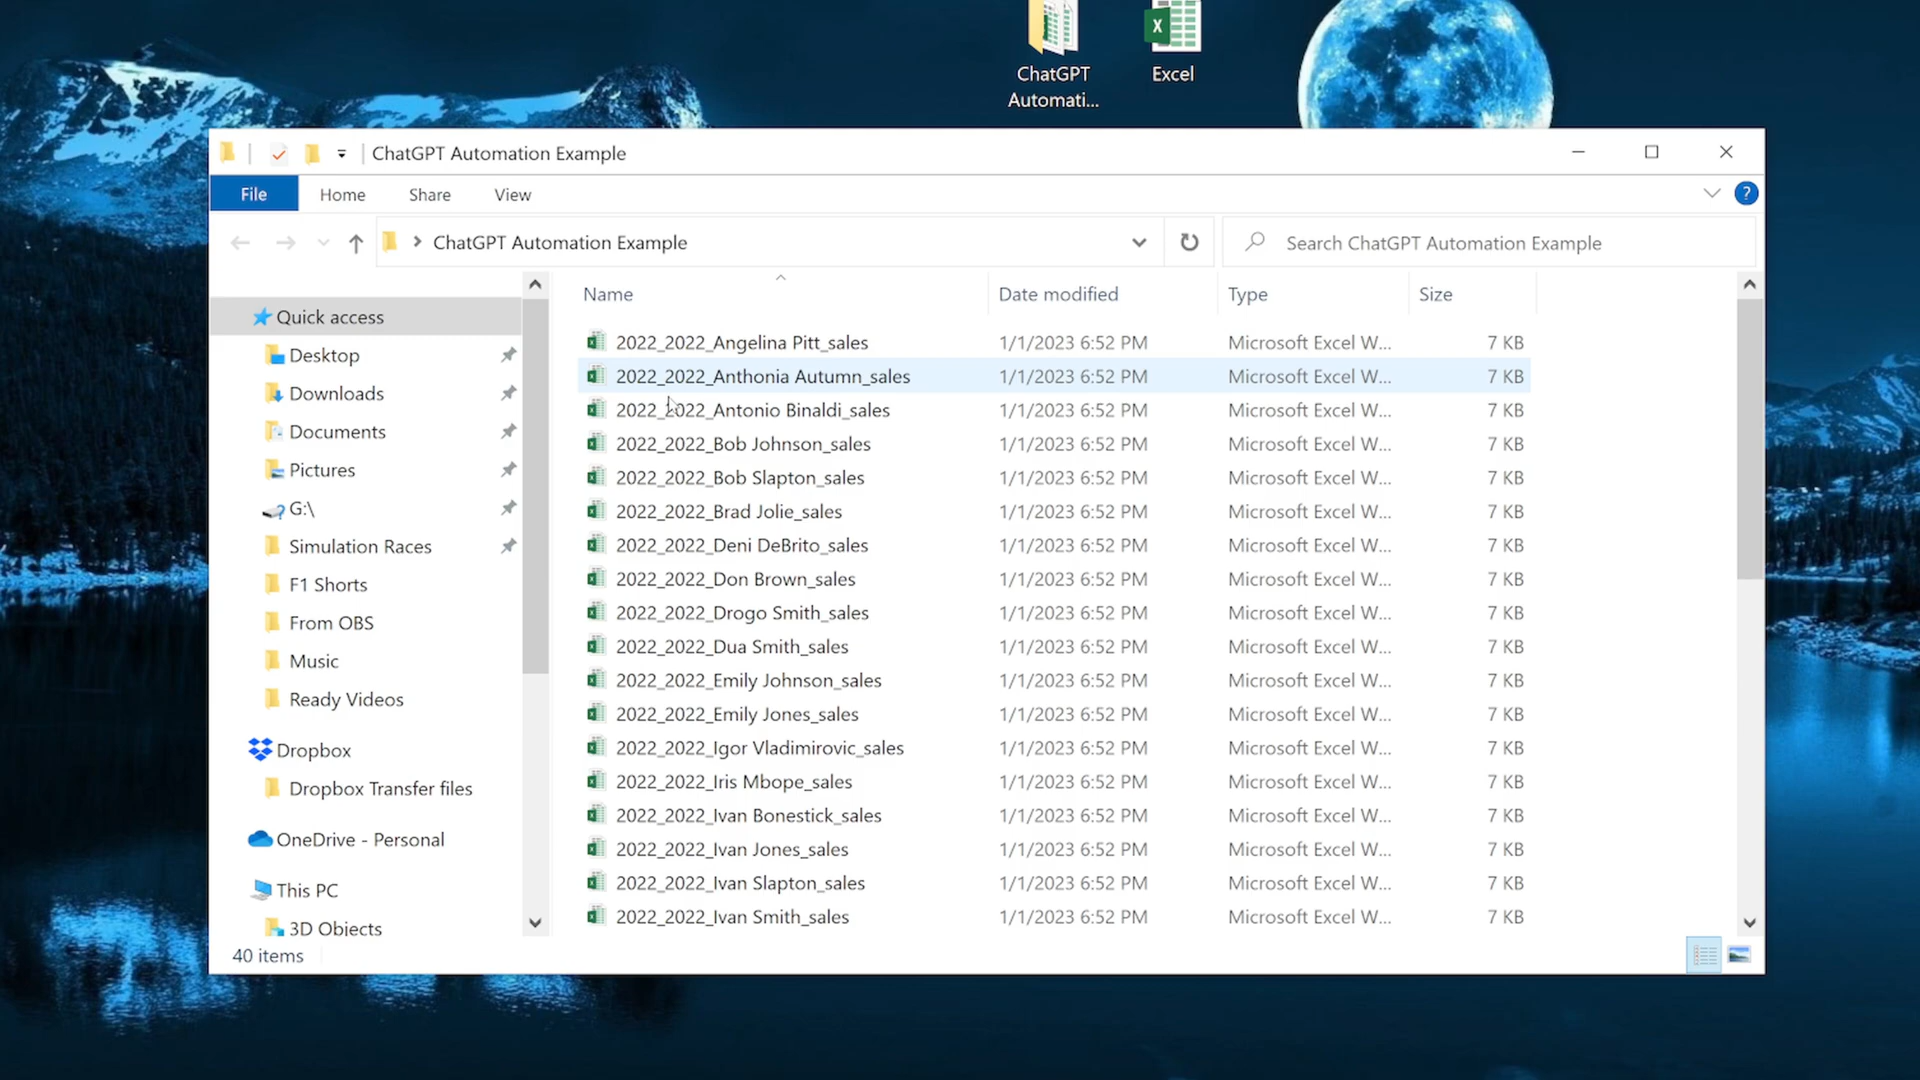 ChatGPT
Automati...
Excel
ChatGPT Automation Example
File
Home
Share
View
?
ChatGPT Automation Example
Search ChatGPT Automation Example
Name
Date modified
Type
Size
Quick access
Desktop
Downloads
Documents
Pictures
G:\
Simulation Races
F1 Shorts
From OBS
Music
Ready Videos
Dropbox
Dropbox Transfer files
OneDrive - Personal
This PC
3D Objects
2022_2022_Angelina Pitt_sales 1/1/2023 6:52 PM Microsoft Excel W... 7 KB
2022_2022_Anthonia Autumn_sales 1/1/2023 6:52 PM Microsoft Excel W... 7 KB
2022_2022_Antonio Binaldi_sales 1/1/2023 6:52 PM Microsoft Excel W... 7 KB
2022_2022_Bob Johnson_sales 1/1/2023 6:52 PM Microsoft Excel W... 7 KB
2022_2022_Bob Slapton_sales 1/1/2023 6:52 PM Microsoft Excel W... 7 KB
2022_2022_Brad Jolie_sales 1/1/2023 6:52 PM Microsoft Excel W... 7 KB
2022_2022_Deni DeBrito_sales 1/1/2023 6:52 PM Microsoft Excel W... 7 KB
2022_2022_Don Brown_sales 1/1/2023 6:52 PM Microsoft Excel W... 7 KB
2022_2022_Drogo Smith_sales 1/1/2023 6:52 PM Microsoft Excel W... 7 KB
2022_2022_Dua Smith_sales 1/1/2023 6:52 PM Microsoft Excel W... 7 KB
2022_2022_Emily Johnson_sales 1/1/2023 6:52 PM Microsoft Excel W... 7 KB
2022_2022_Emily Jones_sales 1/1/2023 6:52 PM Microsoft Excel W... 7 KB
2022_2022_Igor Vladimirovic_sales 1/1/2023 6:52 PM Microsoft Excel W... 7 KB
2022_2022_Iris Mbope_sales 1/1/2023 6:52 PM Microsoft Excel W... 7 KB
2022_2022_Ivan Bonestick_sales 1/1/2023 6:52 PM Microsoft Excel W... 7 KB
2022_2022_Ivan Jones_sales 1/1/2023 6:52 PM Microsoft Excel W... 7 KB
2022_2022_Ivan Slapton_sales 1/1/2023 6:52 PM Microsoft Excel W... 7 KB
2022_2022_Ivan Smith_sales 1/1/2023 6:52 PM Microsoft Excel W... 7 KB
40 items